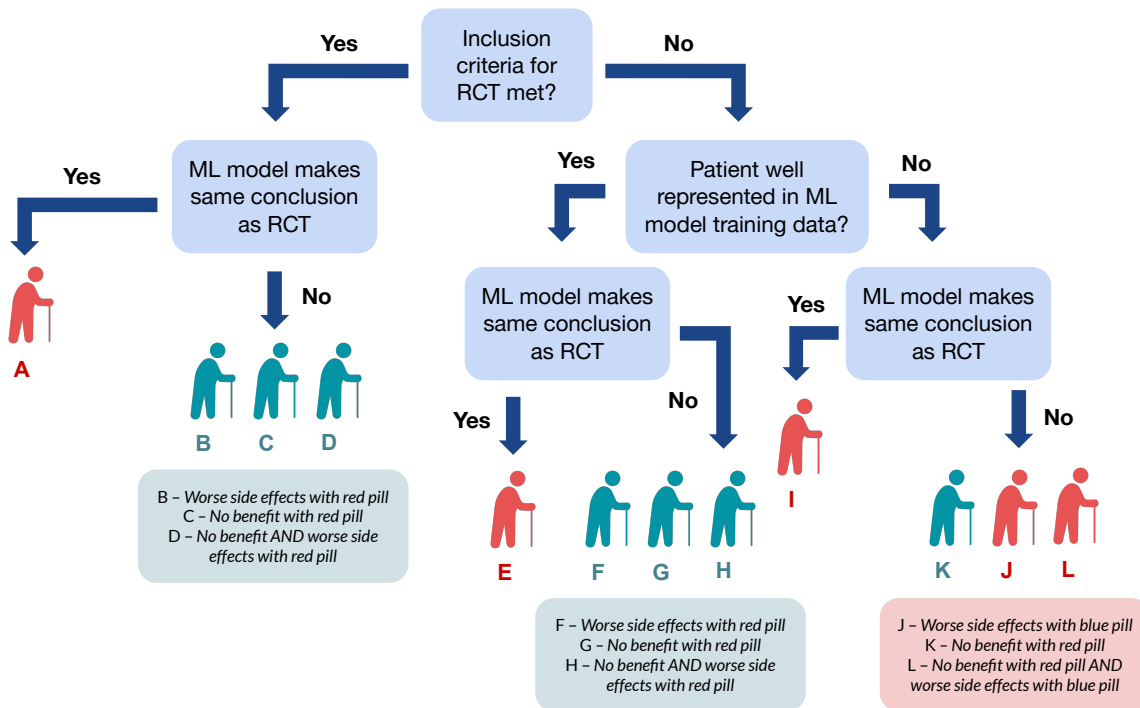 Yes
Inclusion
criteria for
RCT met?
No
Yes
ML model makes
same conclusion
as RCT
Yes
Patient well
represented in ML
model training data?
No
No
ML model makes
same conclusion
as RCT
Yes
ML model makes
same conclusion
as RCT
A
B
C
D
Yes
No
No
I
B – Worse side effects with red pill
C – No benefit with red pill
D – No benefit AND worse side
effects with red pill
E
F
G
H
K
J
L
F – Worse side effects with red pill
G – No benefit with red pill
H – No benefit AND worse side
effects with red pill
J – Worse side effects with blue pill
K – No benefit with red pill
L – No benefit with red pill AND
worse side effects with blue pill